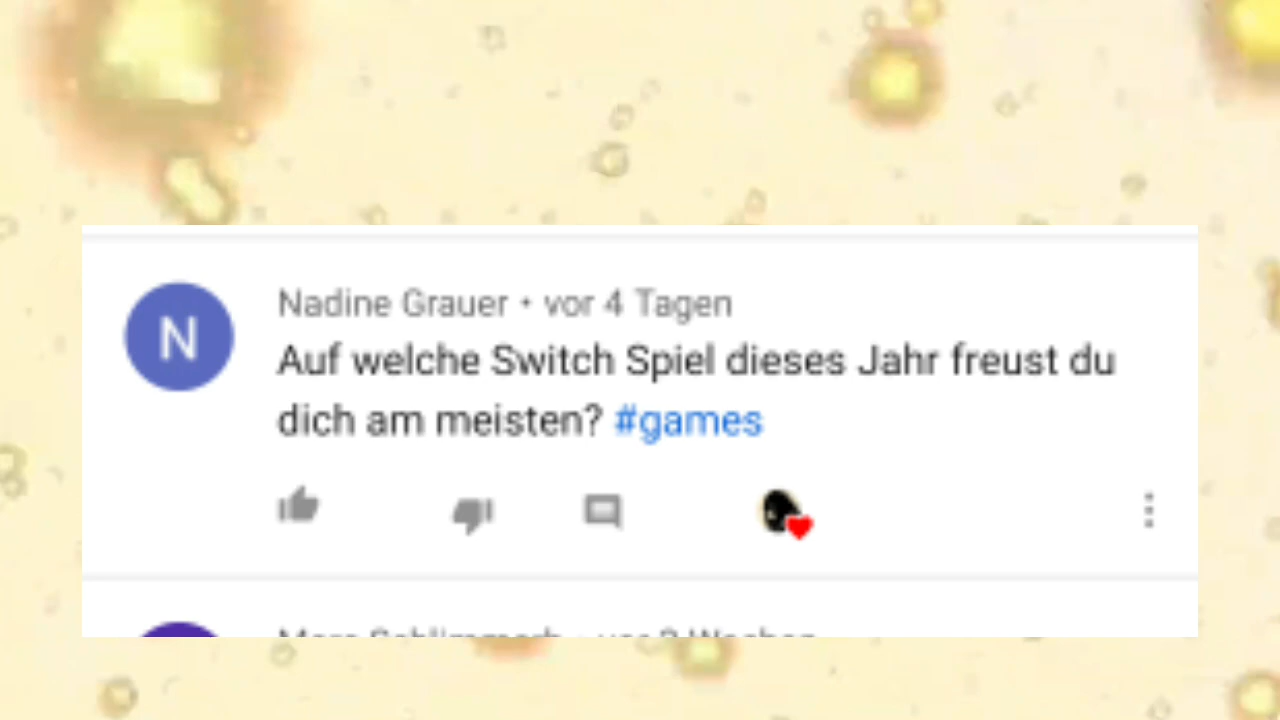 N
Nadine Grauer • vor 4 Tagen
Auf welche Switch Spiel dieses Jahr freust du
dich am meisten? #games